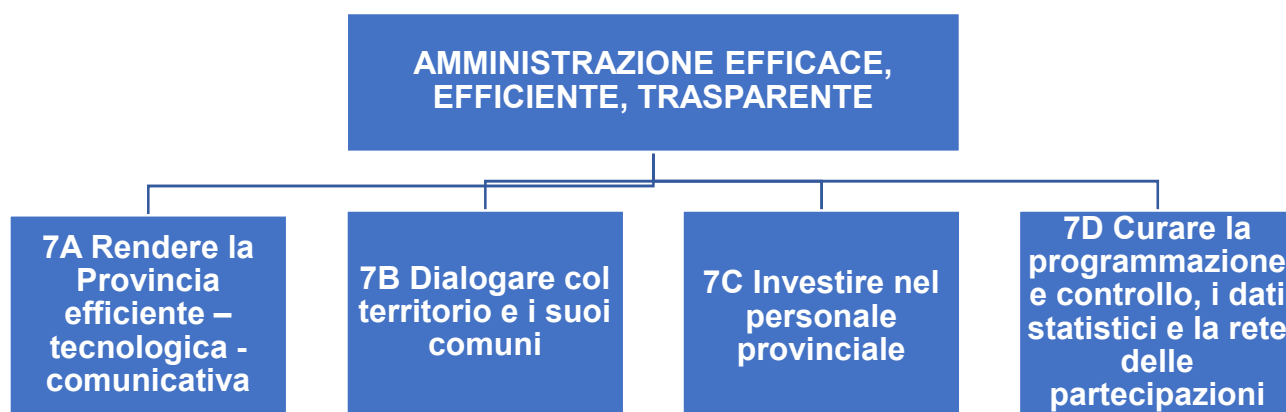 AMMINISTRAZIONE EFFICACE,
EFFICIENTE, TRASPARENTE
7A Rendere la
Provincia
efficiente –
tecnologica -
comunicativa
7B Dialogare col
territorio e i suoi
comuni
7C Investire nel
personale
provinciale
7D Curare la
programmazione
e controllo, i dati
statistici e la rete
delle
partecipazioni